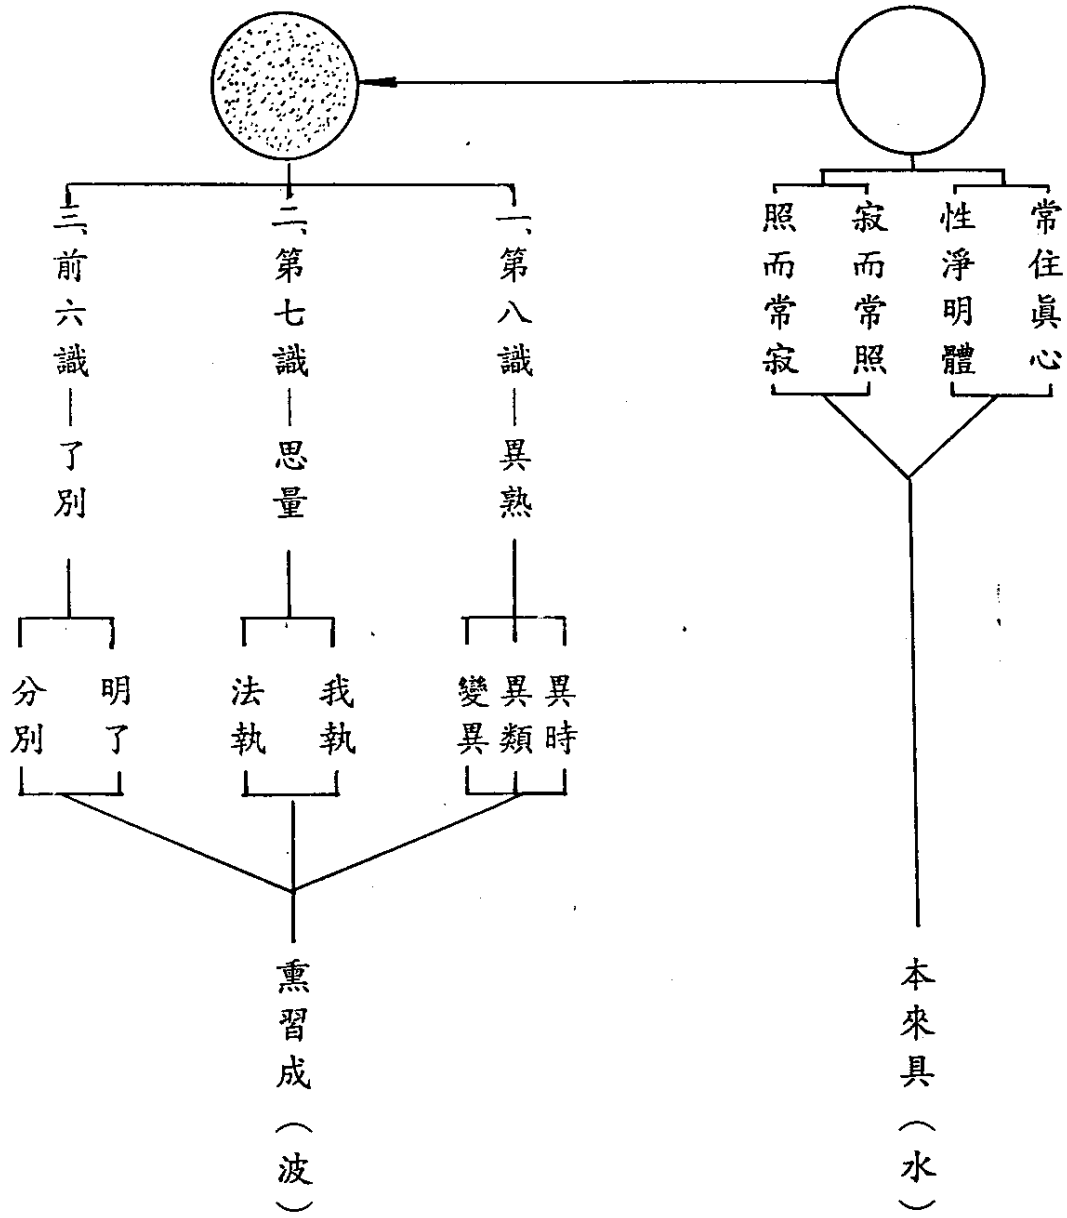 常住眞心
性淨明體
寂而常照
照而常寂
本來具（水）
一、第八識－異熟
異時
異類
變異
二、第七識－思量
我執
法執
三、前六識－了別
明了
分別
熏習成（波）